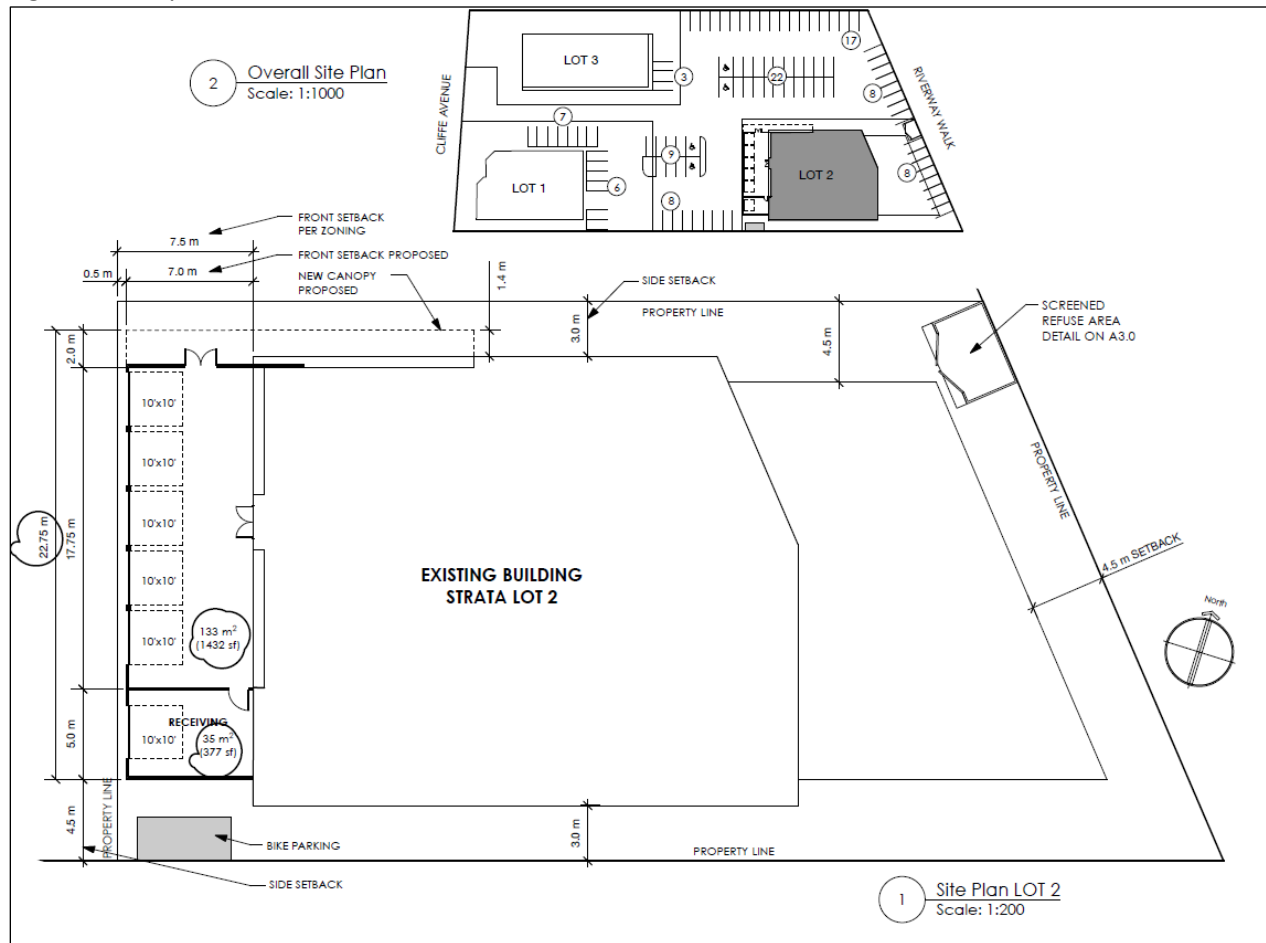 2
Overall Site Plan
Scale: 1:1000
CLIFFE AVENUE
LOT 3
3
17
22
8
RIVERWAY WALK
7
9
LOT 1
6
8
LOT 2
8
FRONT SETBACK
PER ZONING
7.5 m
FRONT SETBACK PROPOSED
0.5 m
7.0 m
NEW CANOPY
PROPOSED
1.4 m
SIDE SETBACK
PROPERTY LINE
3.0 m
4.5 m
SCREENED
REFUSE AREA
DETAIL ON A3.0
2.0 m
22.75 m
17.75 m
10'x10'
10'x10'
10'x10'
10'x10'
10'x10'
133 m²
(1432 sf)
EXISTING BUILDING
STRATA LOT 2
PROPERTY LINE
4.5 m SETBACK
North
5.0 m
RECEIVING
10'x10'
35 m²
(377 sf)
4.5 m
PROPERTY LINE
BIKE PARKING
3.0 m
PROPERTY LINE
SIDE SETBACK
1
Site Plan LOT 2
Scale: 1:200